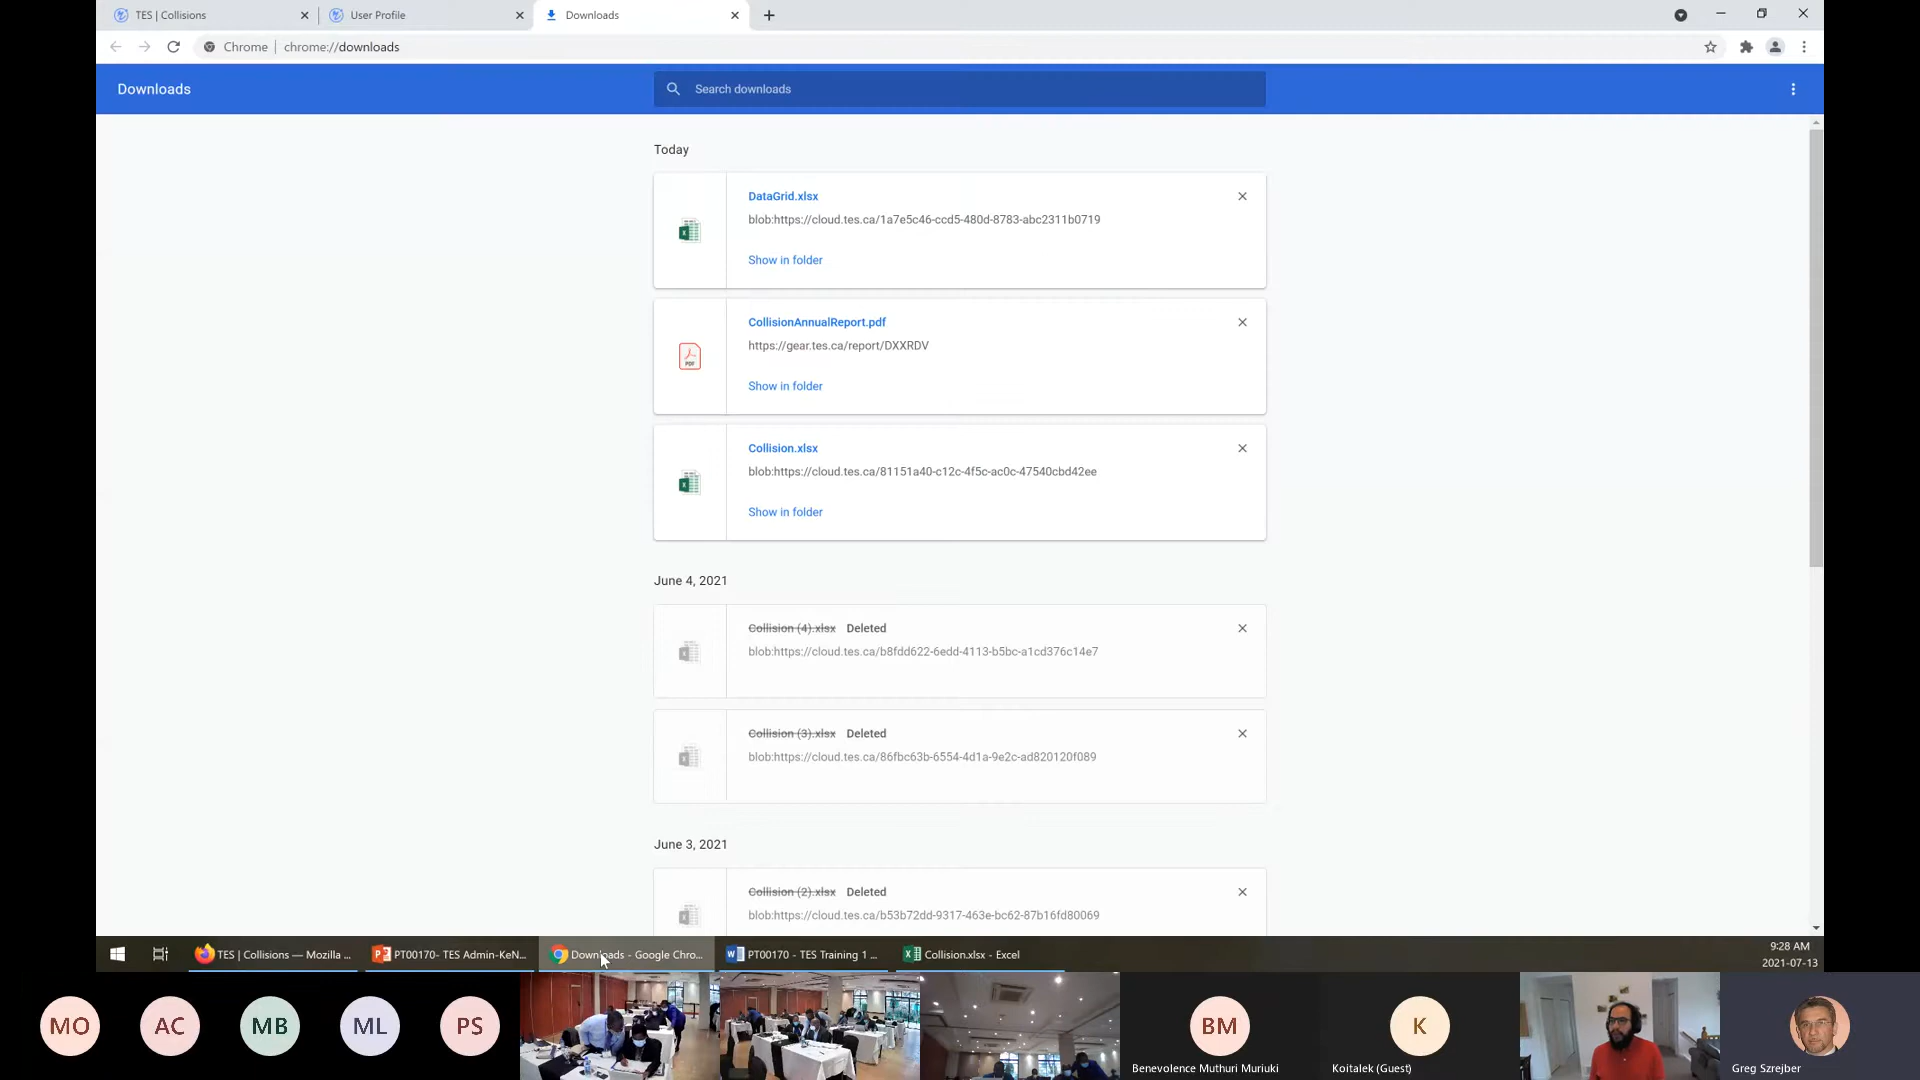 TES | Collisions
User Profile
Downloads
Chrome | chrome://downloads
Downloads
Search downloads
Today
DataGrid.xlsx
blob:https://cloud.tes.ca/1a7e5c46-ccd5-480d-8783-abc2311b0719
Show in folder
CollisionAnnualReport.pdf
https://gear.tes.ca/report/DXXRDV
Show in folder
Collision.xlsx
blob:https://cloud.tes.ca/81151a40-c12c-4f5c-ac0c-47540cbd42ee
Show in folder
June 4, 2021
Collision (4).xlsx Deleted
blob:https://cloud.tes.ca/b8fdd622-6edd-4113-b5bc-a1cd376c14e7
Collision (3).xlsx Deleted
blob:https://cloud.tes.ca/86fbc63b-6554-4d1a-9e2c-ad820120f089
June 3, 2021
Collision (2).xlsx Deleted
blob:https://cloud.tes.ca/b53b72dd-9317-463e-bc62-87b16fd80069
TES | Collisions — Mozilla ...
PT00170- TES Admin-KeN...
Downloads - Google Chro...
PT00170 - TES Training 1 ...
Collision.xlsx - Excel
9:28 AM
2021-07-13
MO
AC
MB
ML
PS
BM
Benevolence Muthuri Muriuki
K
Koitalek (Guest)
Greg Szrejber